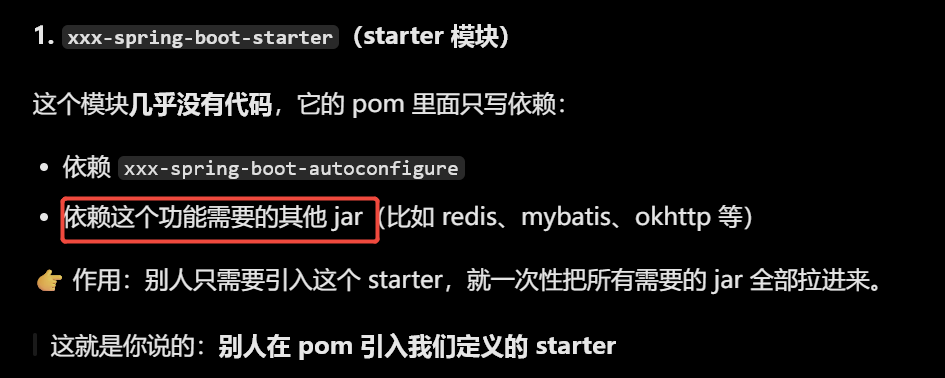 1. xxx-spring-boot-starter（starter 模块）
这个模块几乎没有代码，它的 pom 里面只写依赖：
• 依赖 xxx-spring-boot-autoconfigure
• 依赖这个功能需要的其他 jar（比如 redis、mybatis、okhttp 等）
👉 作用：别人只需要引入这个 starter，就一次性把所有需要的 jar 全部拉进来。
这就是你说的：别人在 pom 引入我们定义的 starter